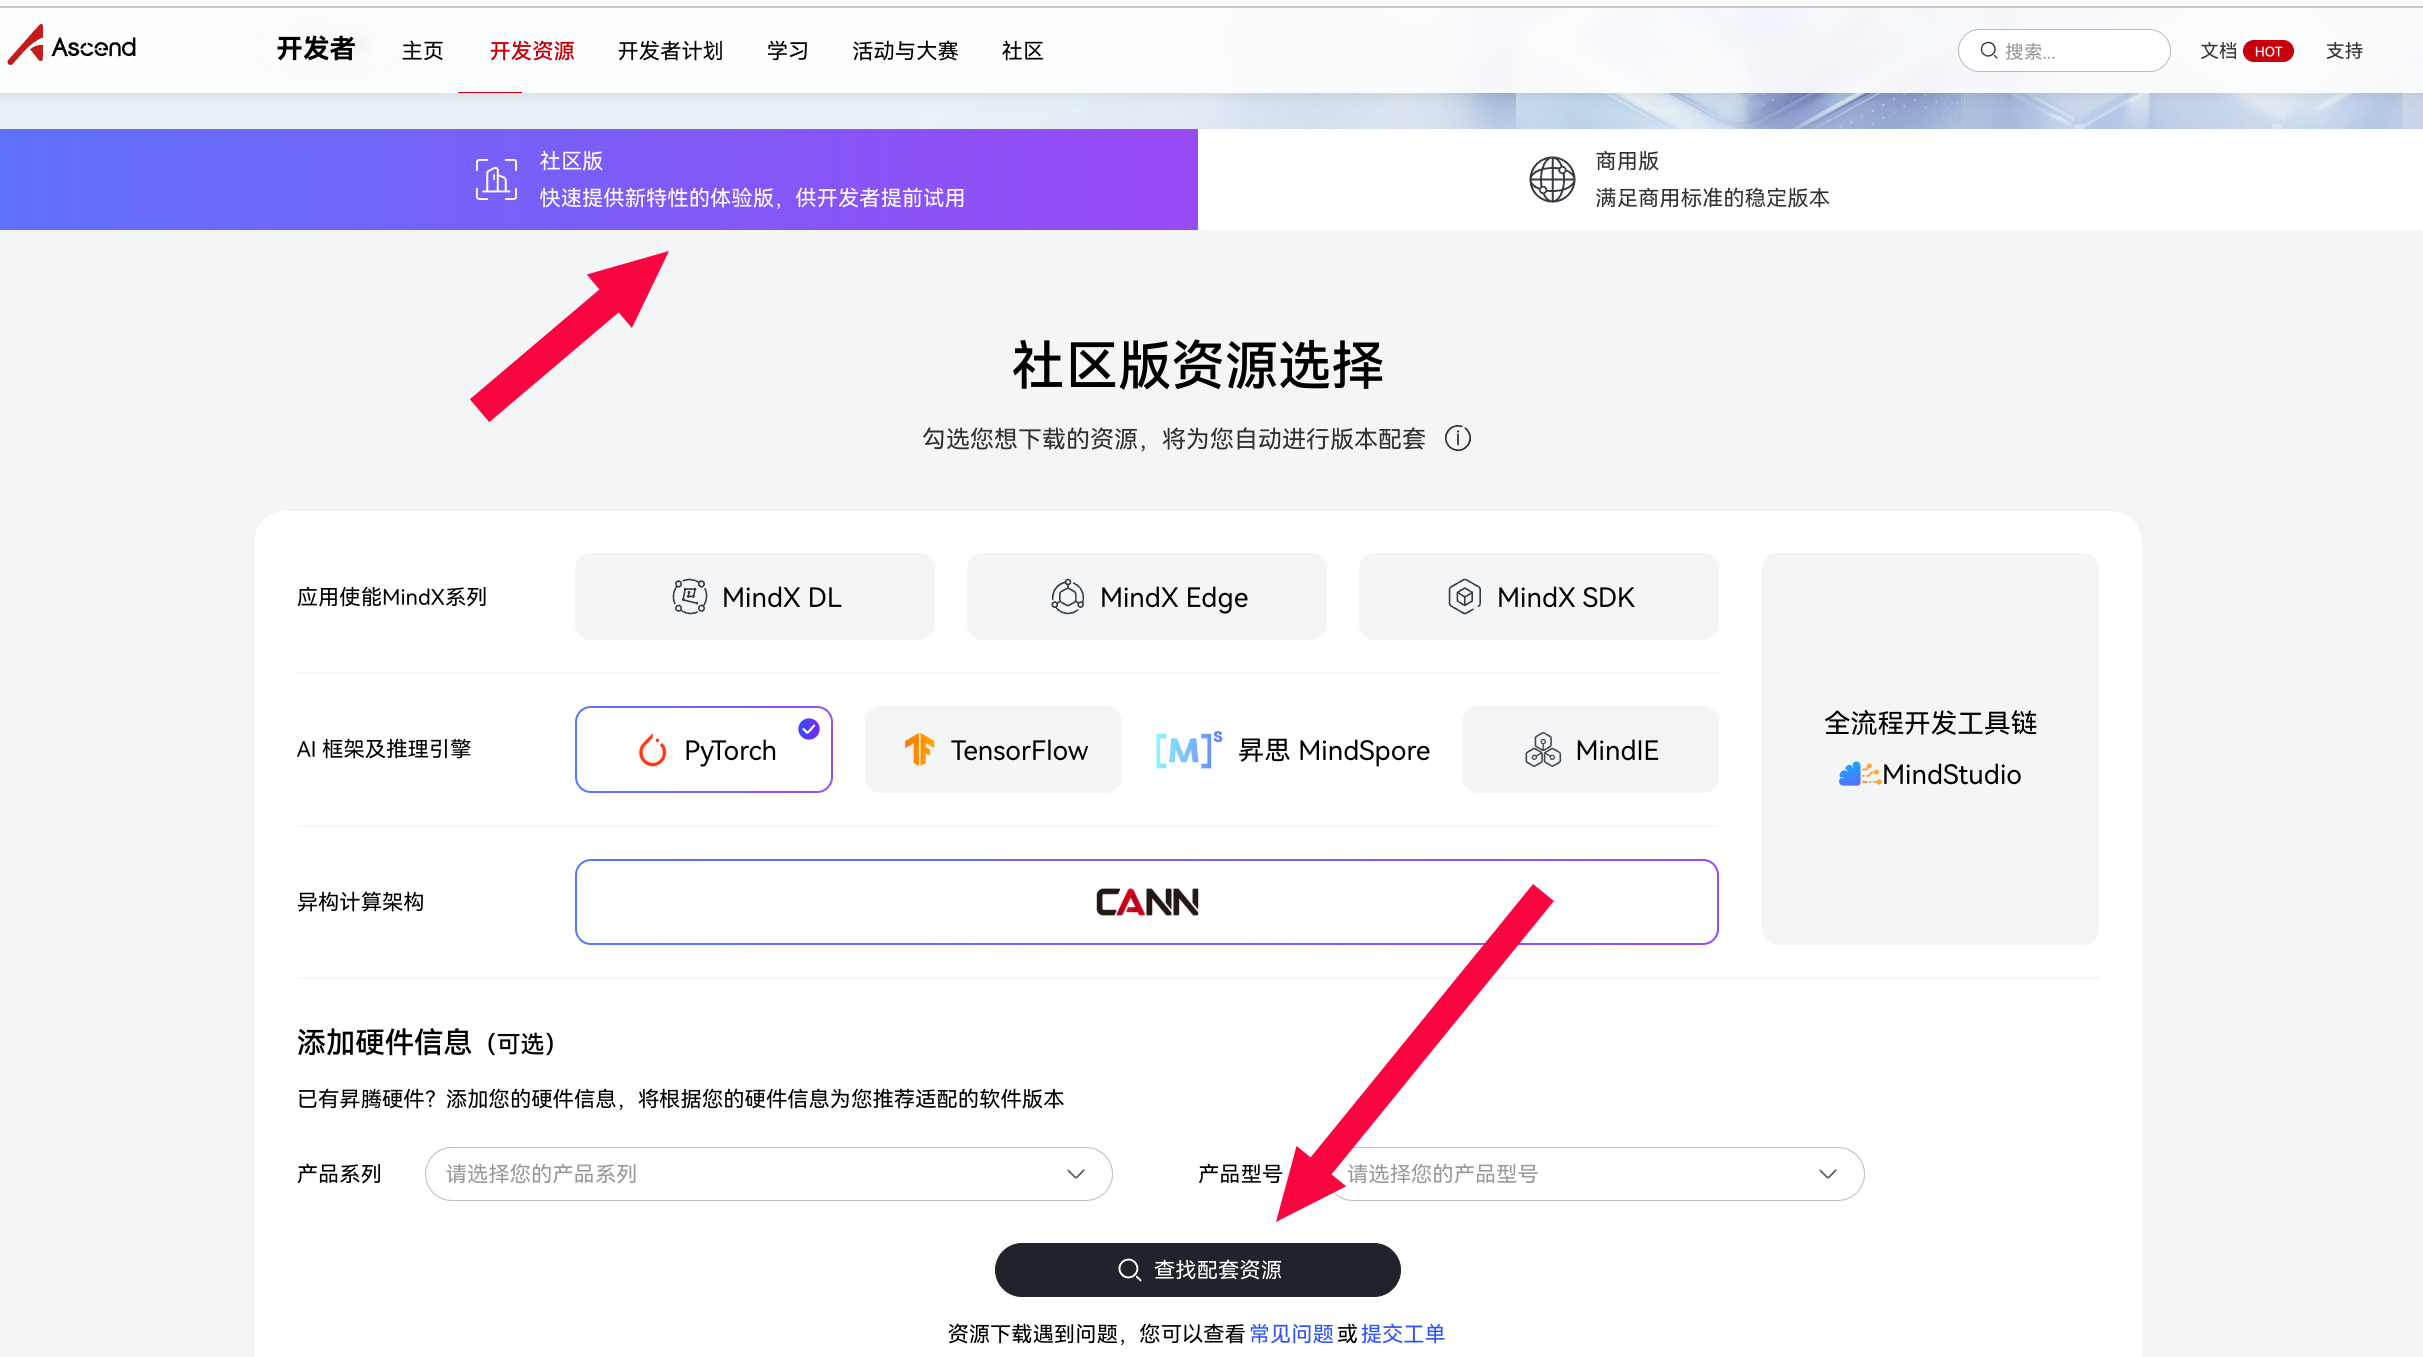 Ascend
开发者 主页 开发资源 开发者计划 学习 活动与大赛 社区 搜索... 文档 HOT 支持
社区版
快速提供新特性的体验版，供开发者提前试用
商用版
满足商用标准的稳定版本
社区版资源选择
勾选您想下载的资源，将为您自动进行版本配套
应用使能MindX系列 MindX DL MindX Edge MindX SDK
AI 框架及推理引擎 PyTorch TensorFlow [M]s 昇思 MindSpore MindIE
全流程开发工具链
MindStudio
异构计算架构 CANN
添加硬件信息（可选）
已有昇腾硬件？添加您的硬件信息，将根据您的硬件信息为您推荐适配的软件版本
产品系列 请选择您的产品系列 产品型号 请选择您的产品型号
查找配套资源
资源下载遇到问题，您可以查看 常见问题 或 提交工单